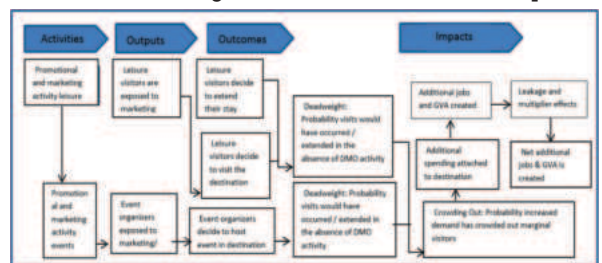 Activities
Outputs
Outcomes
Impacts
Promotional
and marketing
activity leisure
Leisure
visitors are
exposed to
marketing
Leisure
visitors decide
to extend
their stay
Leisure
visitors decide
to visit the
destination
Deadweight:
Probability visits would
have occurred /
extended in the
absence of DMO activity
Additional jobs
and GVA created
Leakage and
multiplier effects
Additional
spending attached
to destination
Net additional
jobs & GVA is
created
Promotion
al and
marketing
activity
events
Event
organizers
exposed to
marketing/
Event organizers
decide to host
event in destination
Deadweight: Probability
visits would have
occurred / extended in
the absence of DMO
activity
Crowding Out: Probability increased
demand has crowded out marginal
visitors